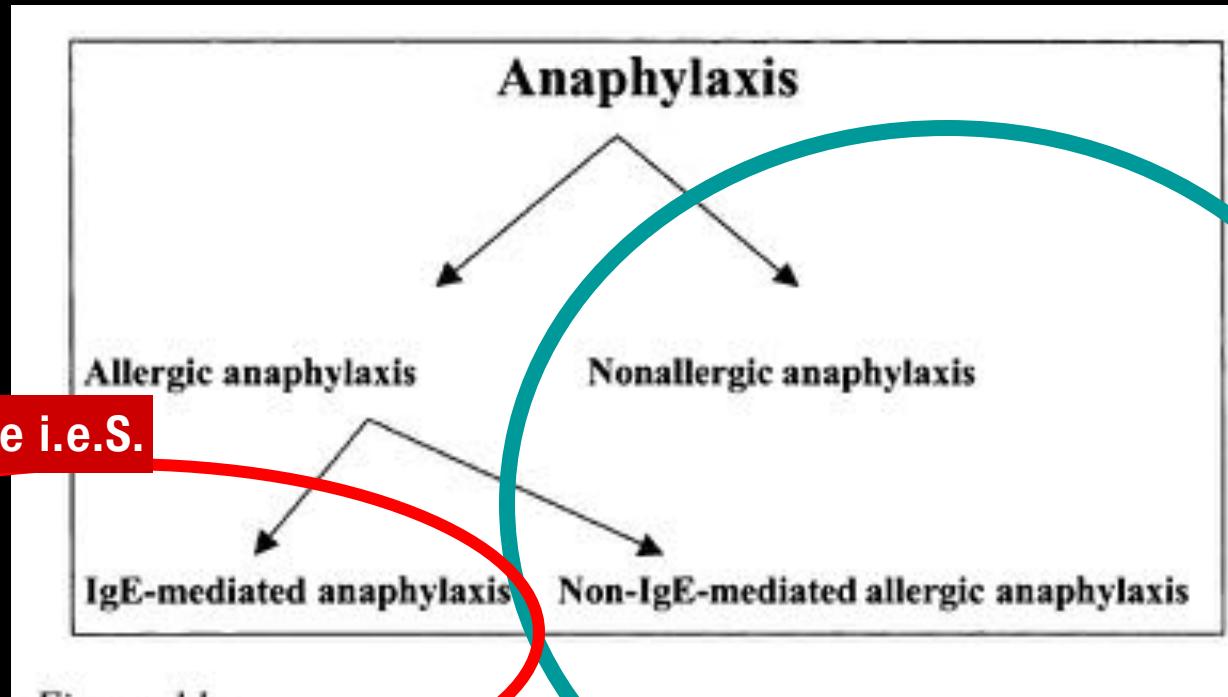 Anaphylaxis
Allergic anaphylaxis Nonallergic anaphylaxis
e i.e.S.
IgE-mediated anaphylaxis Non-IgE-mediated allergic anaphylaxis